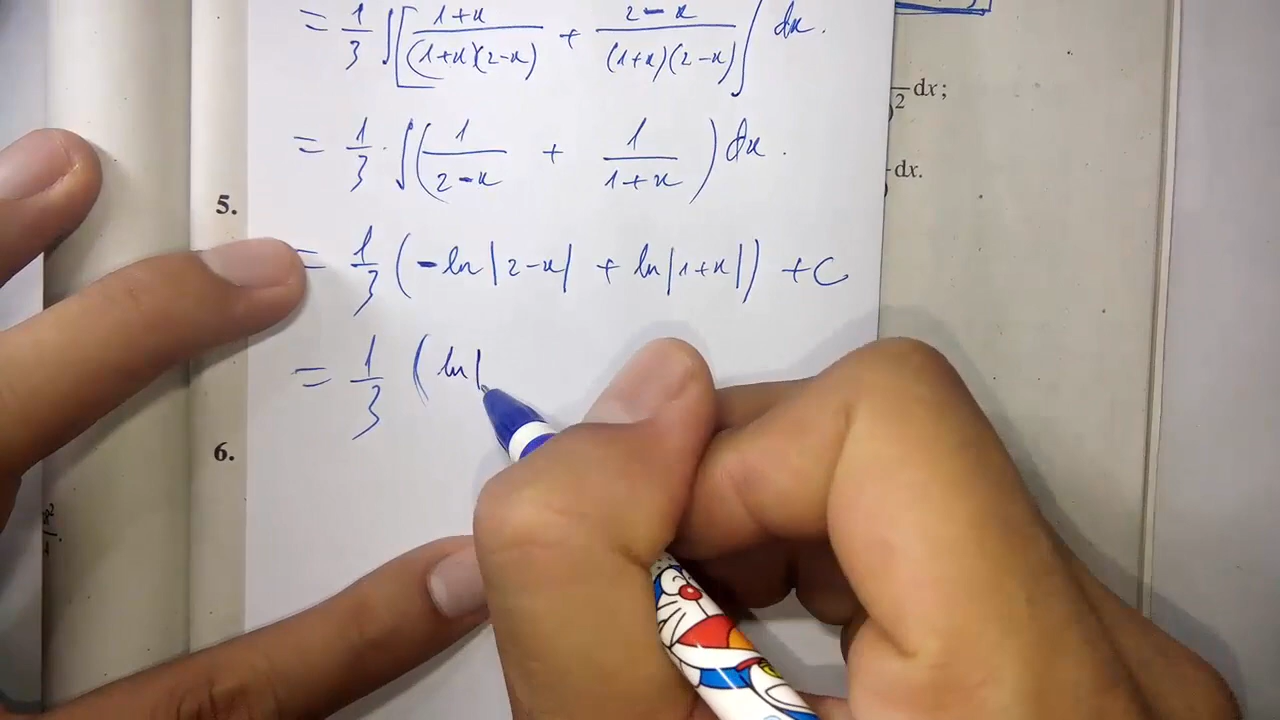 = 1/3 ∫[ (1+x)/((1+x)(2-x)) + (2-x)/((1+x)(2-x)) ] dx.
= 1/3 . ∫( 1/(2-x) + 1/(1+x) ) dx.
= 1/3 (-ln|2-x| + ln|1+x|) + C
= 1/3 (ln|
5.
6.
2 dx;
dx.